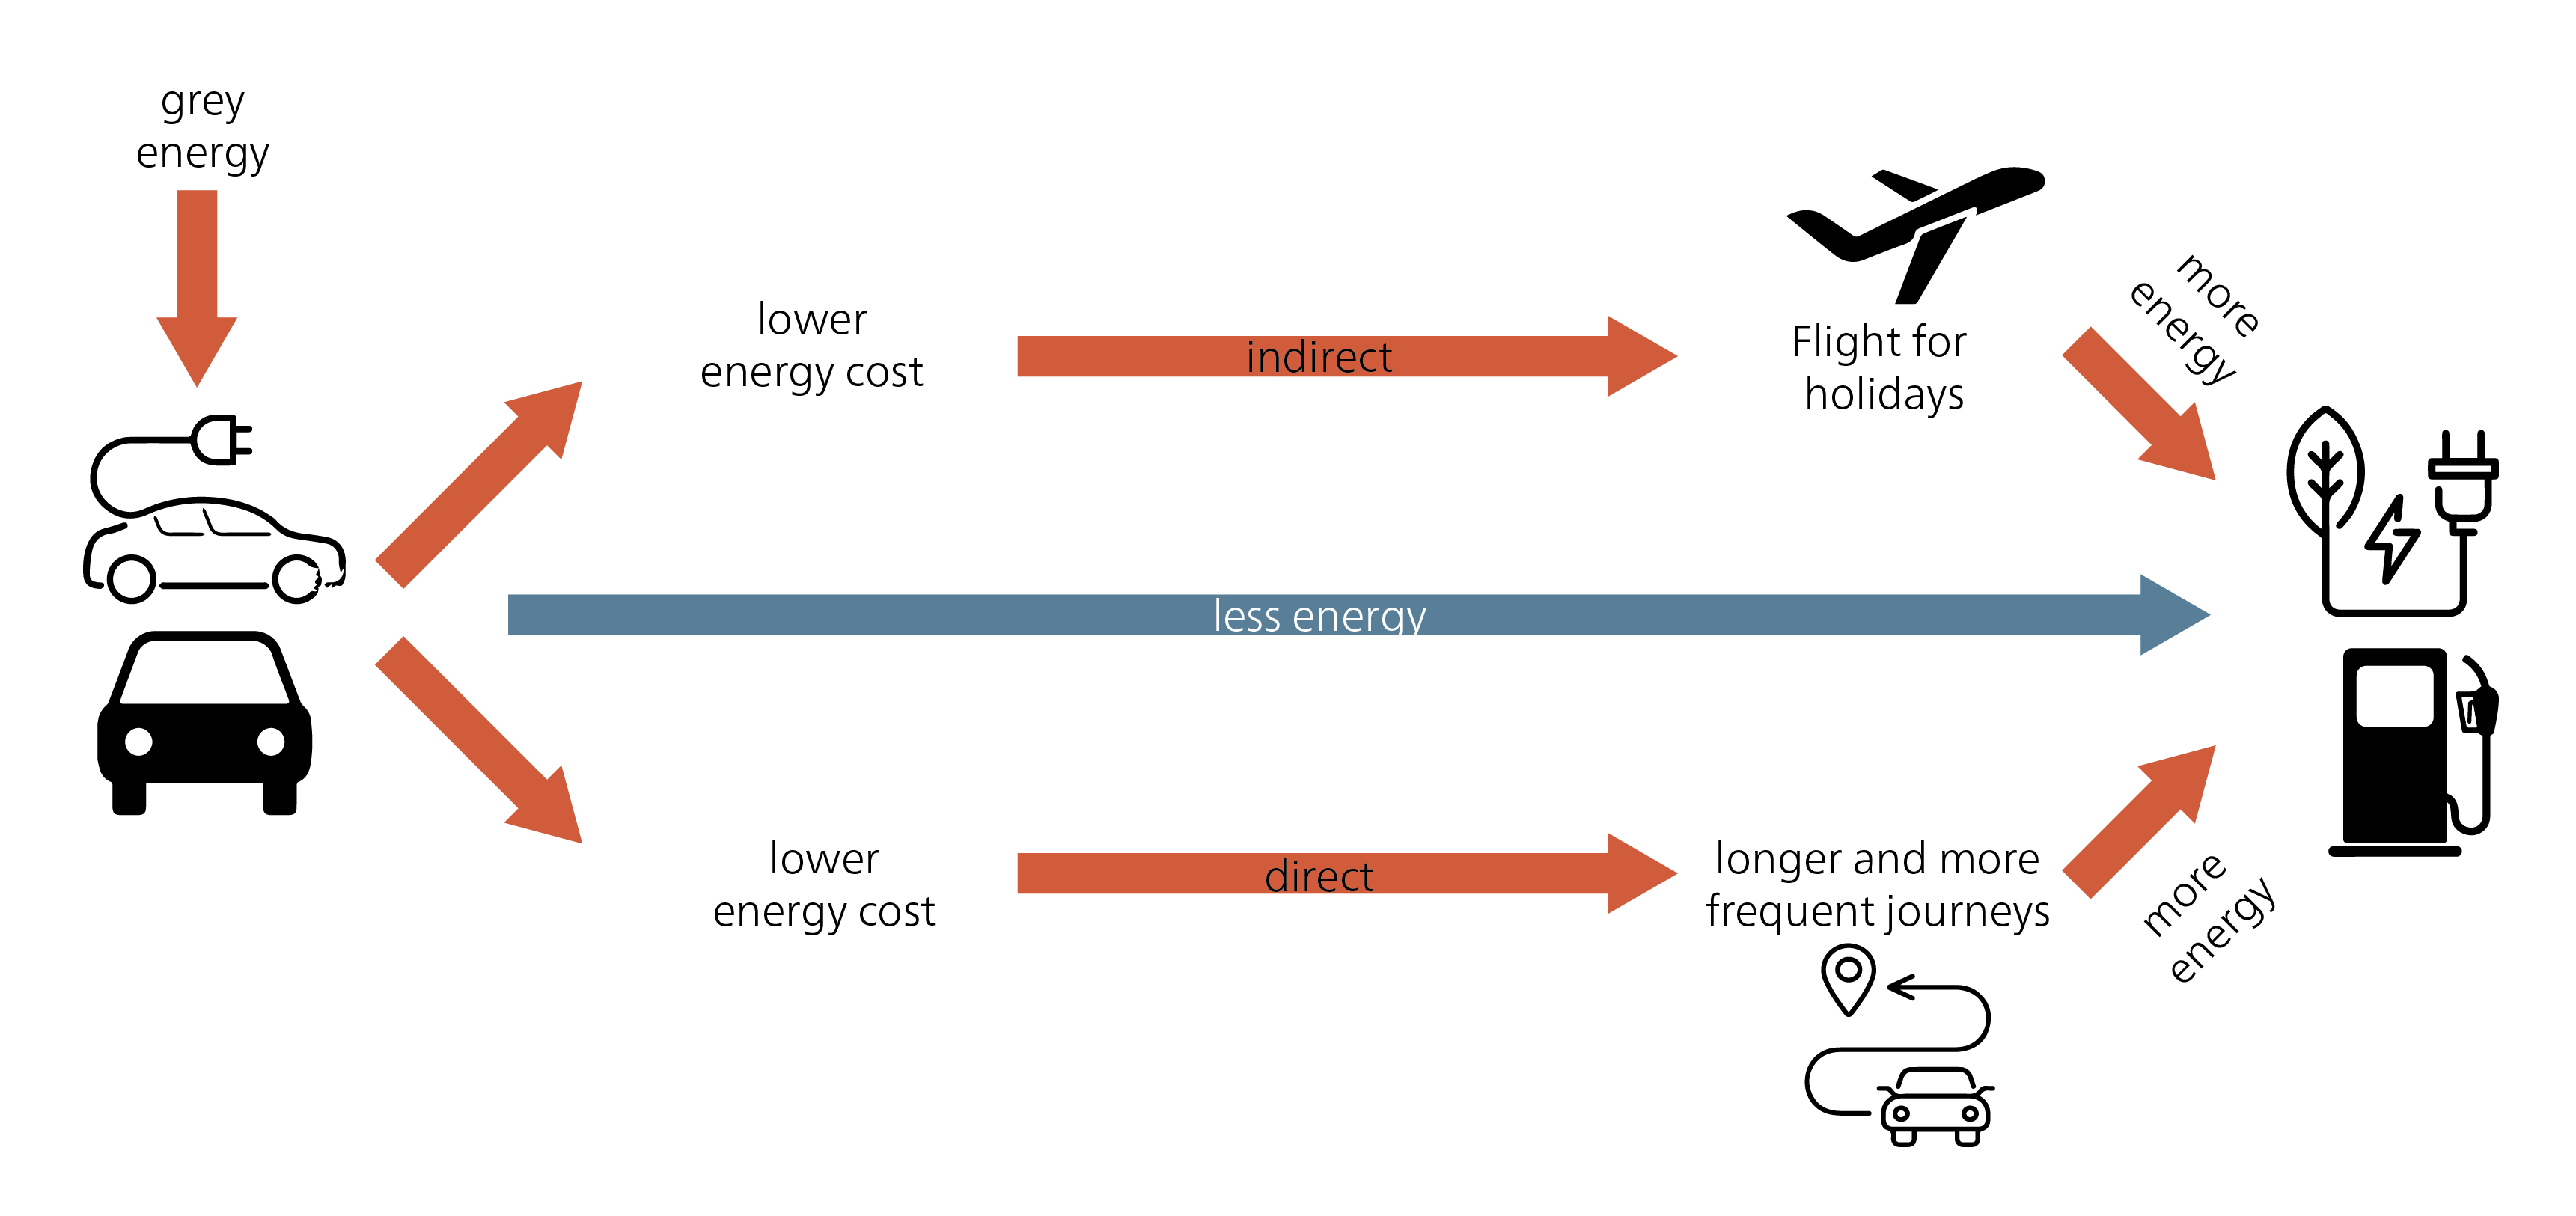 grey
energy
lower
energy cost
indirect
Flight for
holidays
more
energy
less energy
lower
energy cost
direct
longer and more
frequent journeys
more
energy